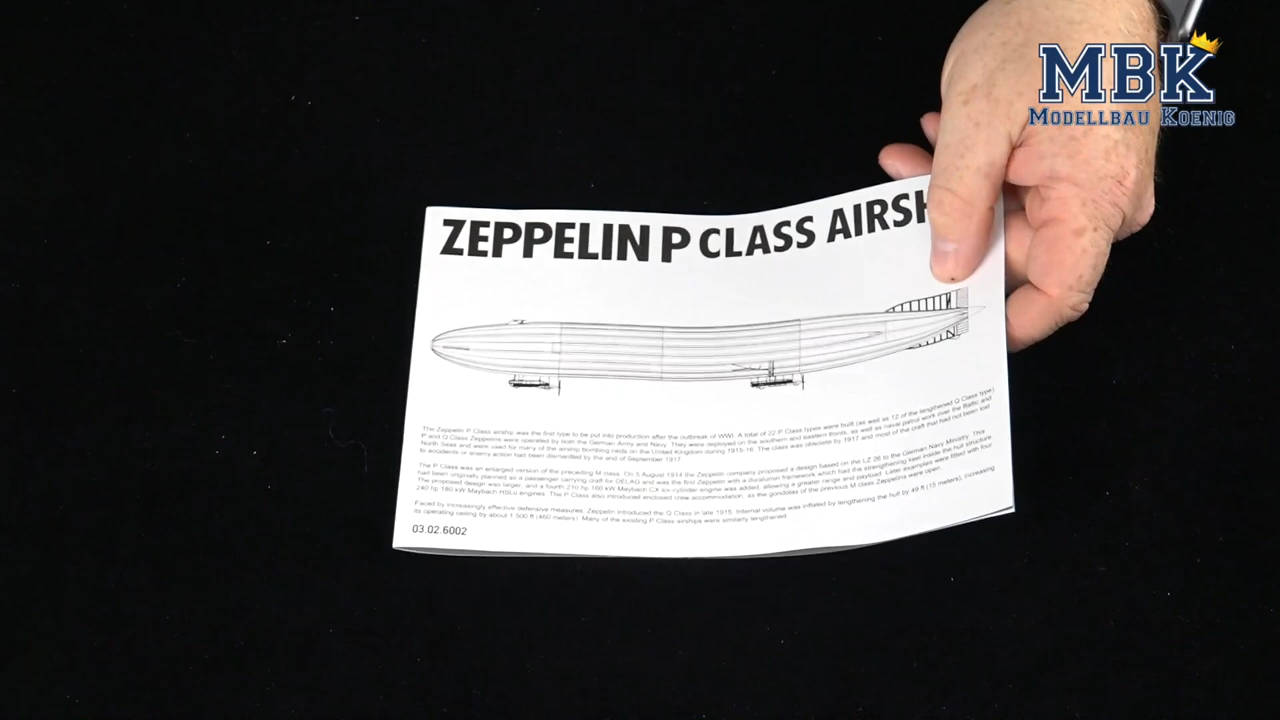 MBK
MODELLBAU KOENIG
ZEPPELIN P CLASS AIRSH
The Zeppelin P Class airship was the first type to be put into production after the outbreak of WWI. A total of 22 P Class types were built (as well as 12 of the lengthened Q Class type)
P and Q Class Zeppelins were operated by both the German Army and Navy. They were deployed on the southern and eastern fronts, as well as naval patrol work over the Baltic and
North Seas and were used for many of the airship bombing raids on the United Kingdom during 1915-16. The class was obsolete by 1917 and most of the craft that had not been lost
to accidents or enemy action had been dismantled by the end of September 1917
The P Class was an enlarged version of the preceding M class. On 5 August 1914 the Zeppelin company proposed a design based on the LZ 26 to the German Navy Ministry. This
had been originally planned as a passenger carrying craft for DELAG and was the first Zeppelin with a duralumin framework which had the strengthening keel inside the hull structure
The proposed design was larger, and a fourth 210 hp 160 kW Maybach CX six-cylinder engine was added, allowing a greater range and payload. Later examples were fitted with four
240 hp 180 kW Maybach HSLu engines. The P Class also introduced enclosed crew accommodation, as the gondolas of the previous M class Zeppelins were open.
Faced by increasingly effective defensive measures, Zeppelin introduced the Q Class in late 1915. Internal volume was inflated by lengthening the hull by 49 ft (15 meters), increasing
its operating ceiling by about 1 500 ft (460 meters). Many of the existing P Class airships were similarly lengthened.
03.02.6002